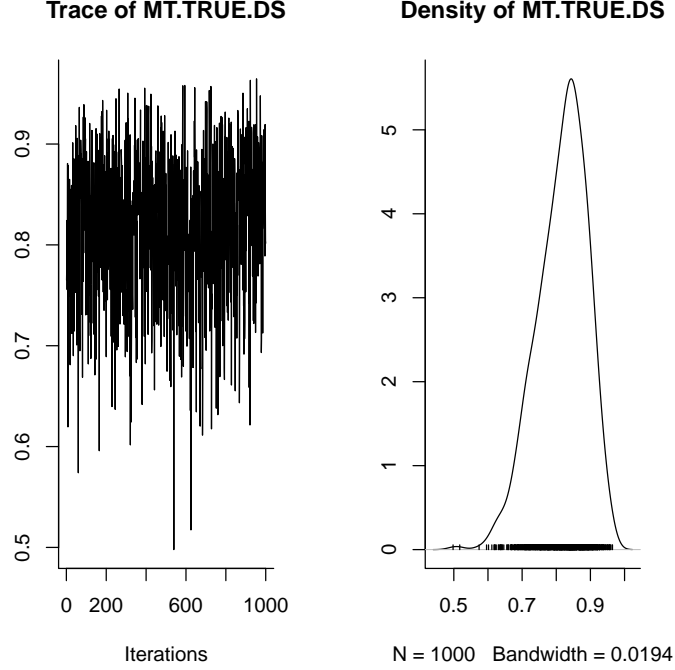 Trace of MT.TRUE.DS
0.9
0.8
0.7
0.6
0.5
0 200 600 1000
Iterations
Density of MT.TRUE.DS
5
4
3
2
1
0
0.5 0.7 0.9
N = 1000 Bandwidth = 0.0194